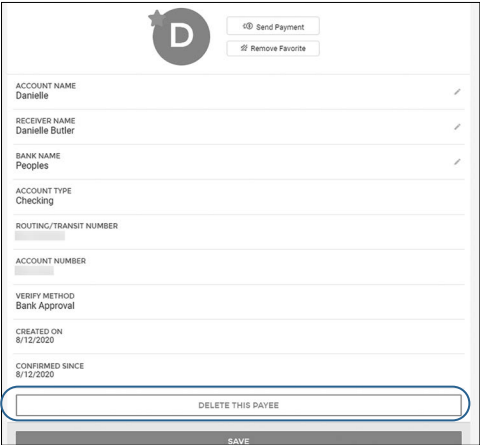 D
Send Payment
Remove Favorite
ACCOUNT NAME
Danielle
RECEIVER NAME
Danielle Butler
BANK NAME
Peoples
ACCOUNT TYPE
Checking
ROUTING/TRANSIT NUMBER
ACCOUNT NUMBER
VERIFY METHOD
Bank Approval
CREATED ON
8/12/2020
CONFIRMED SINCE
8/12/2020
DELETE THIS PAYEE
SAVE